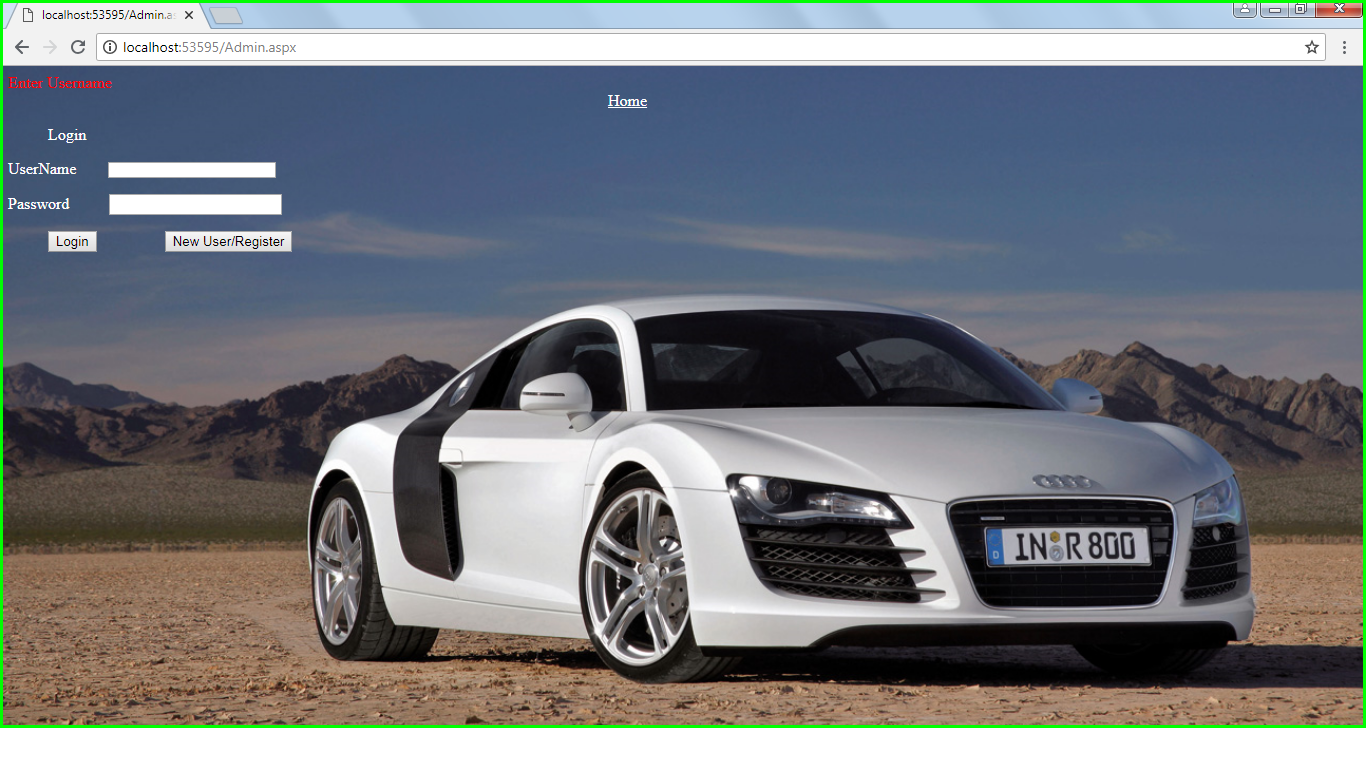 localhost:53595/Admin.as
localhost:53595/Admin.aspx
Enter Username
Home
Login
UserName
Password
Login New User/Register
D IN R 800